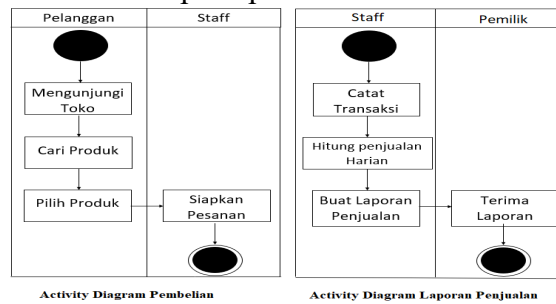 Pelanggan
Staff
Mengunjungi
Toko
Cari Produk
Pilih Produk
Siapkan
Pesanan
Activity Diagram Pembelian
Staff
Pemilik
Catat
Transaksi
Hitung penjualan
Harian
Buat Laporan
Penjualan
Terima
Laporan
Activity Diagram Laporan Penjualan